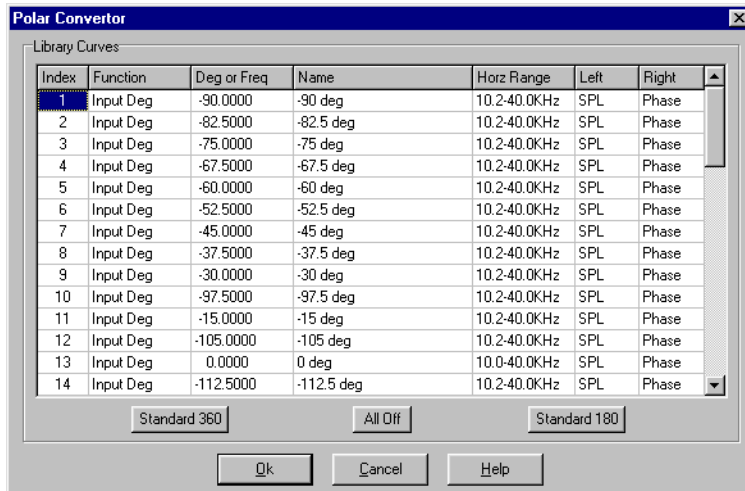 Polar Convertor
Library Curves
Index Function Deg or Freq Name Horz Range Left Right
1 Input Deg -90.0000 -90 deg 10.2-40.0KHz SPL Phase
2 Input Deg -82.5000 -82.5 deg 10.2-40.0KHz SPL Phase
3 Input Deg -75.0000 -75 deg 10.2-40.0KHz SPL Phase
4 Input Deg -67.5000 -67.5 deg 10.2-40.0KHz SPL Phase
5 Input Deg -60.0000 -60 deg 10.2-40.0KHz SPL Phase
6 Input Deg -52.5000 -52.5 deg 10.2-40.0KHz SPL Phase
7 Input Deg -45.0000 -45 deg 10.2-40.0KHz SPL Phase
8 Input Deg -37.5000 -37.5 deg 10.2-40.0KHz SPL Phase
9 Input Deg -30.0000 -30 deg 10.2-40.0KHz SPL Phase
10 Input Deg -97.5000 -97.5 deg 10.2-40.0KHz SPL Phase
11 Input Deg -15.0000 -15 deg 10.2-40.0KHz SPL Phase
12 Input Deg -105.0000 -105 deg 10.2-40.0KHz SPL Phase
13 Input Deg 0.0000 0 deg 10.0-40.0KHz SPL Phase
14 Input Deg -112.5000 -112.5 deg 10.2-40.0KHz SPL Phase
Standard 360 All Off Standard 180
Ok Cancel Help